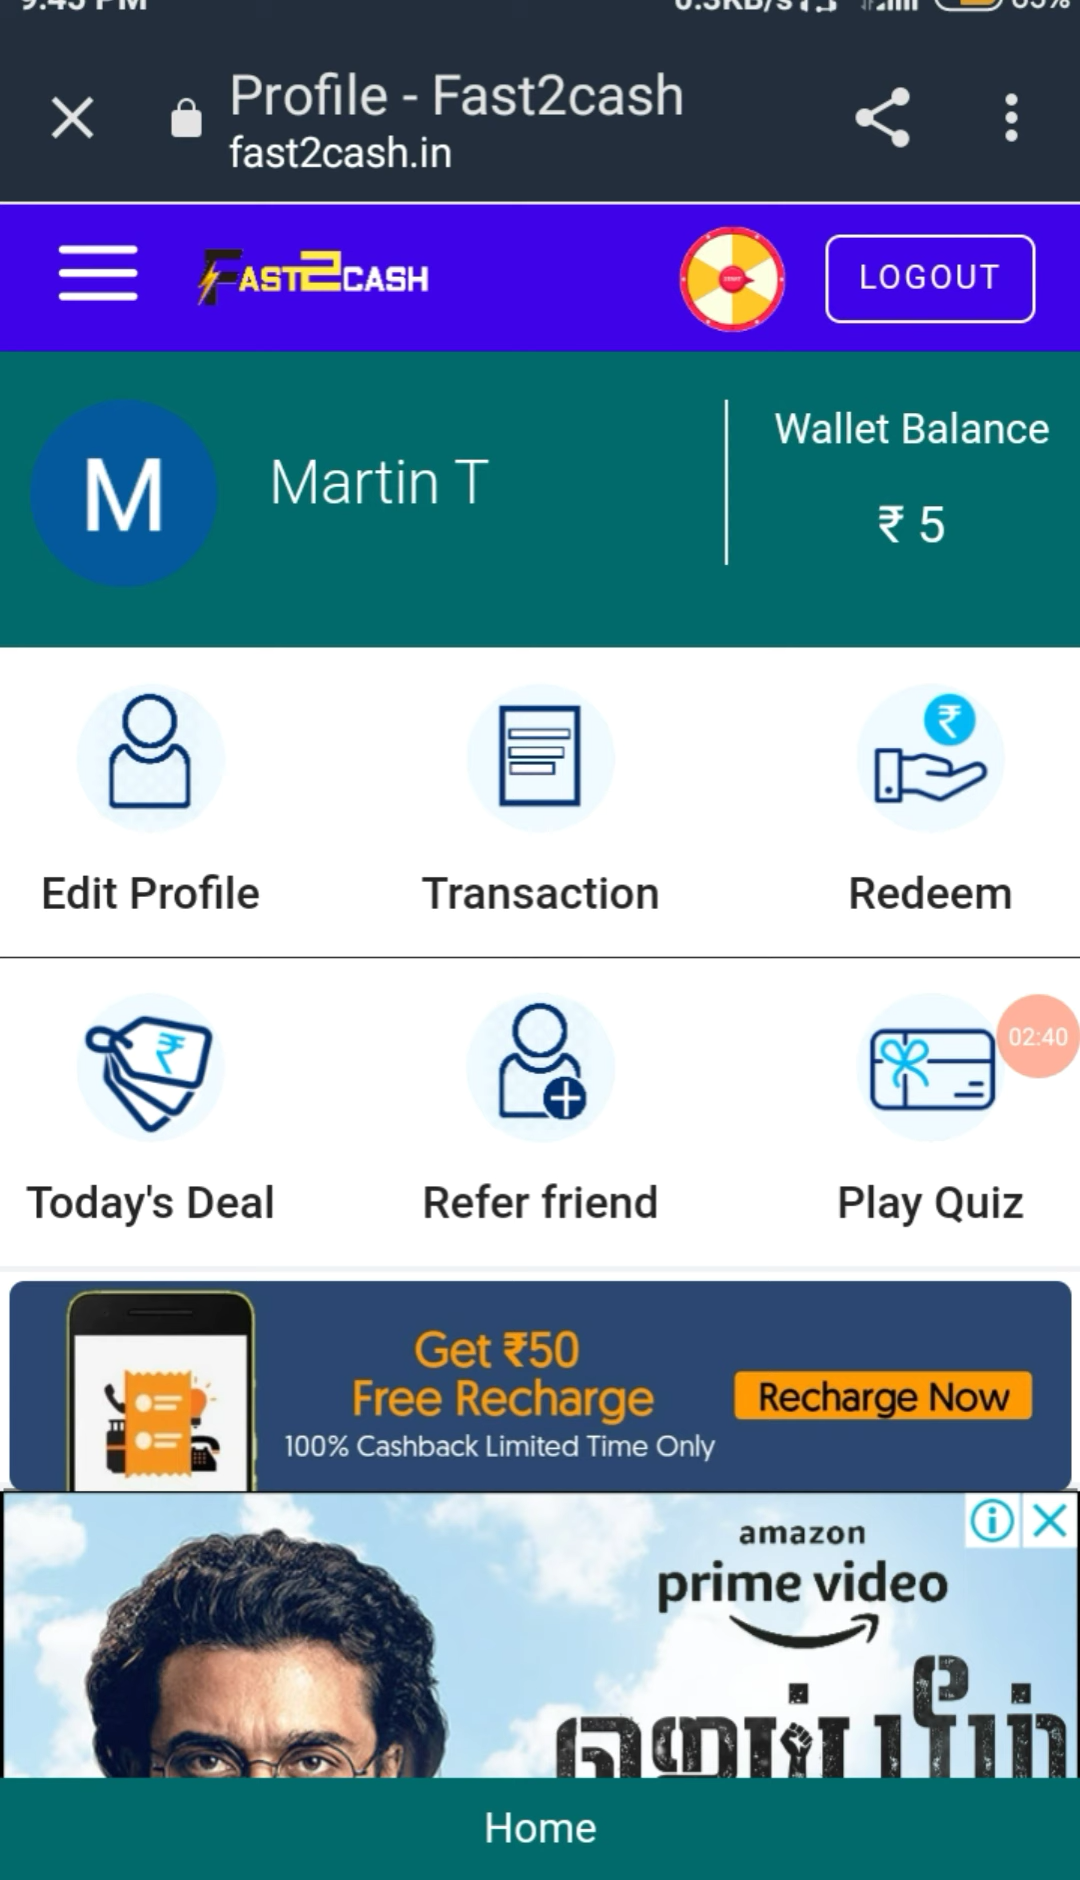 Profile - Fast2cash
fast2cash.in
FAST2CASH
START
LOGOUT
M
Martin T
Wallet Balance
₹ 5
Edit Profile
Transaction
Redeem
02:40
Today's Deal
Refer friend
Play Quiz
Get ₹50
Free Recharge
100% Cashback Limited Time Only
Recharge Now
amazon
prime video
ஜெய் பீம்
Home